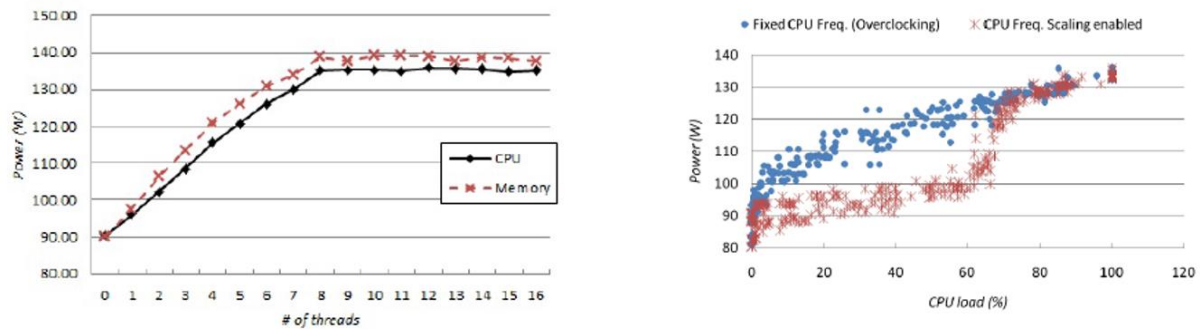 150.00
140.00
130.00
120.00
110.00
100.00
90.00
80.00
Power (W)
0 1 2 3 4 5 6 7 8 9 10 11 12 13 14 15 16
# of threads
CPU
Memory
Fixed CPU Freq. (Overclocking) CPU Freq. Scaling enabled
140
130
120
110
100
90
80
Power (W)
0 20 40 60 80 100 120
CPU load (%)